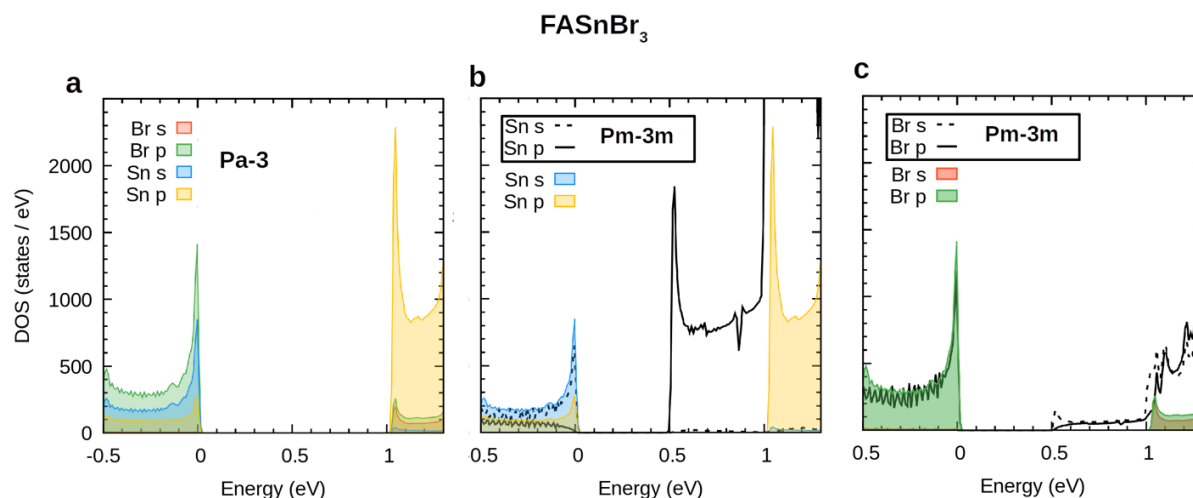 FASnBr₃
a
b
c
DOS (states / eV)
2000
1500
1000
500
0
Br s
Br p
Sn s
Sn p
Pa-3
-0.5
0
0.5
1
Energy (eV)
Sn s
Sn p
Pm-3m
Sn s
Sn p
0.5
0
0.5
1
Energy (eV)
Br s
Br p
Pm-3m
Br s
Br p
0.5
0
0.5
1
Energy (eV)